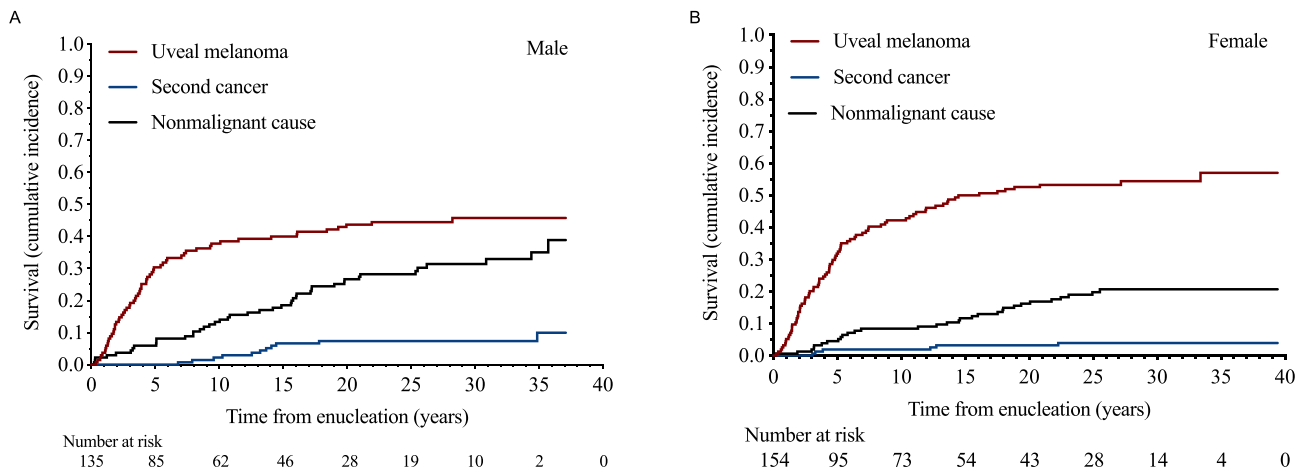 A
Male
Uveal melanoma
Second cancer
Nonmalignant cause
Survival (cumulative incidence)
1.0
0.9
0.8
0.7
0.6
0.5
0.4
0.3
0.2
0.1
0.0
0 5 10 15 20 25 30 35 40
Time from enucleation (years)
Number at risk
135 85 62 46 28 19 10 2 0
B
Female
Uveal melanoma
Second cancer
Nonmalignant cause
Survival (cumulative incidence)
1.0
0.9
0.8
0.7
0.6
0.5
0.4
0.3
0.2
0.1
0.0
0 5 10 15 20 25 30 35 40
Time from enucleation (years)
Number at risk
154 95 73 54 43 28 14 4 0